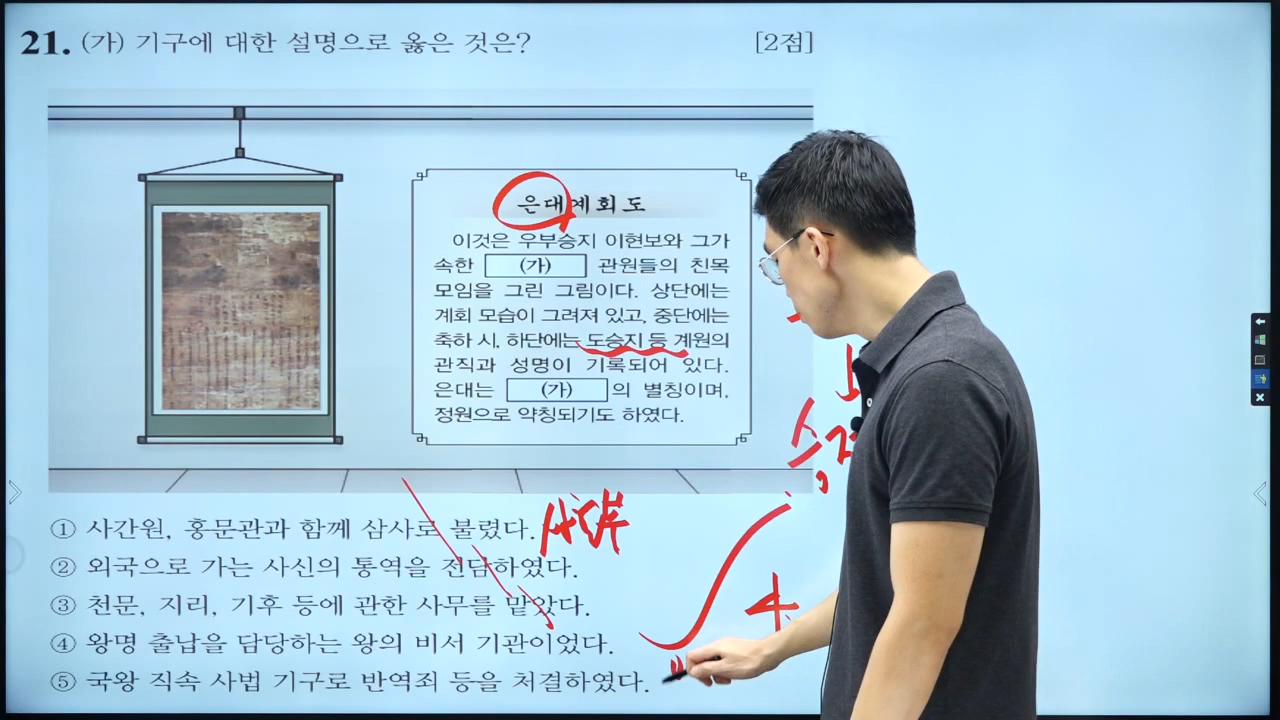 21. (가) 기구에 대한 설명으로 옳은 것은? [2점]
은대계회도
이것은 우부승지 이현보와 그가
속한 (가) 관원들의 친목
모임을 그린 그림이다. 상단에는
계회 모습이 그려져 있고, 중단에는
축하 시, 하단에는 도승지 등 계원의
관직과 성명이 기록되어 있다.
은대는 (가) 의 별칭이며,
정원으로 약칭되기도 하였다.
① 사간원, 홍문관과 함께 삼사로 불렸다.
사헌부
② 외국으로 가는 사신의 통역을 전담하였다.
③ 천문, 지리, 기후 등에 관한 사무를 맡았다.
④ 왕명 출납을 담당하는 왕의 비서 기관이었다.
⑤ 국왕 직속 사법 기구로 반역죄 등을 처결하였다.